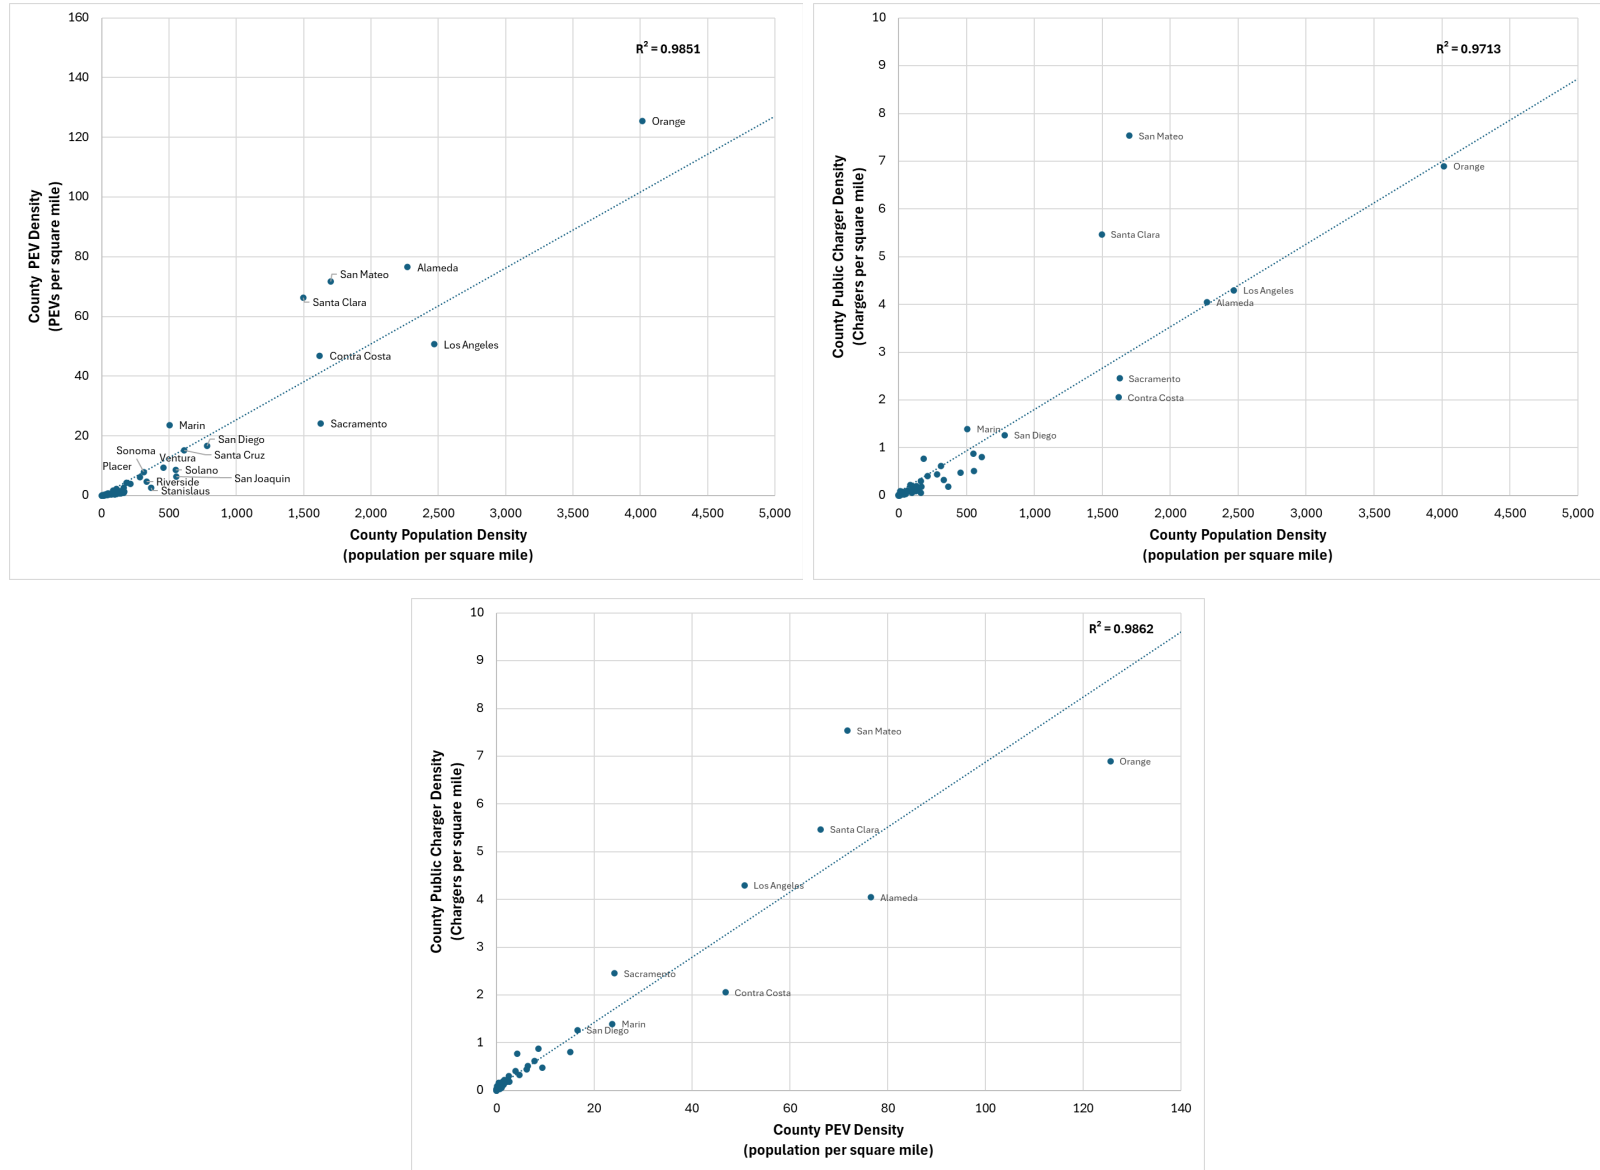 160
140
120
100
80
60
40
20
0
R² = 0.9851
Orange
Alameda
San Mateo
Santa Clara
Los Angeles
Contra Costa
Sacramento
Marin
San Diego
Santa Cruz
Sonoma
Ventura
Placer
Solano
San Joaquin
Riverside
Stanislaus
0 500 1,000 1,500 2,000 2,500 3,000 3,500 4,000 4,500 5,000
County Population Density
(population per square mile)
County PEV Density
(PEVs per square mile)
10
9
8
7
6
5
4
3
2
1
0
R² = 0.9713
San Mateo
Orange
Santa Clara
Los Angeles
Alameda
Sacramento
Contra Costa
Marin
San Diego
0 500 1,000 1,500 2,000 2,500 3,000 3,500 4,000 4,500 5,000
County Population Density
(population per square mile)
County Public Charger Density
(Chargers per square mile)
10
9
8
7
6
5
4
3
2
1
0
R² = 0.9862
San Mateo
Orange
Santa Clara
Los Angeles
Alameda
Sacramento
Contra Costa
Marin
San Diego
0 20 40 60 80 100 120 140
County PEV Density
(population per square mile)
County Public Charger Density
(Chargers per square mile)